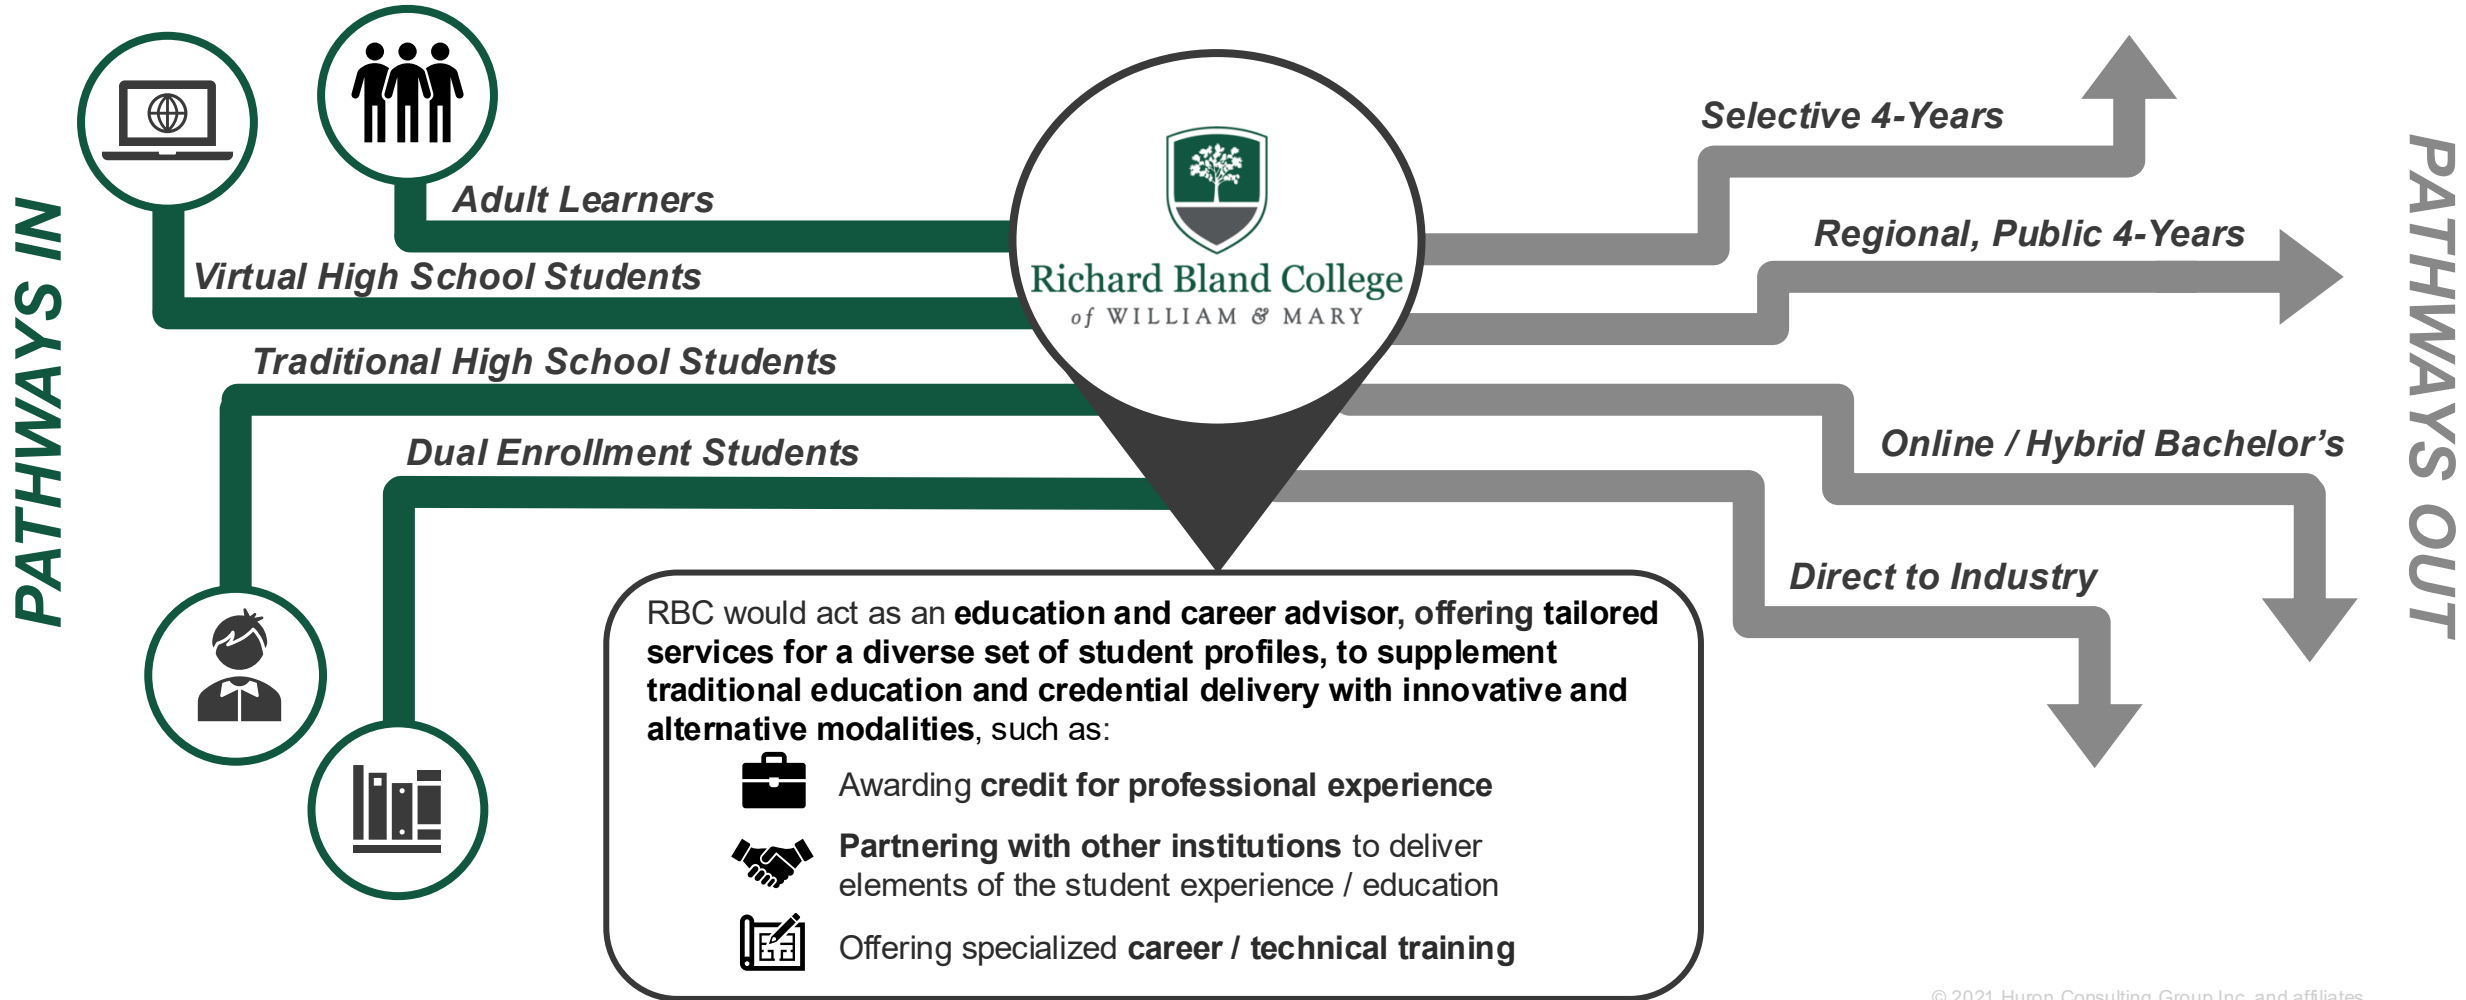 PATHWAYS IN
Adult Learners
Virtual High School Students
Traditional High School Students
Dual Enrollment Students
Richard Bland College
of WILLIAM & MARY
Selective 4-Years
Regional, Public 4-Years
Online / Hybrid Bachelor’s
Direct to Industry
PATHWAYS OUT
RBC would act as an education and career advisor, offering tailored
services for a diverse set of student profiles, to supplement
traditional education and credential delivery with innovative and
alternative modalities, such as:
Awarding credit for professional experience
Partnering with other institutions to deliver
elements of the student experience / education
Offering specialized career / technical training
© 2021 Huron Consulting Group Inc. and affiliates